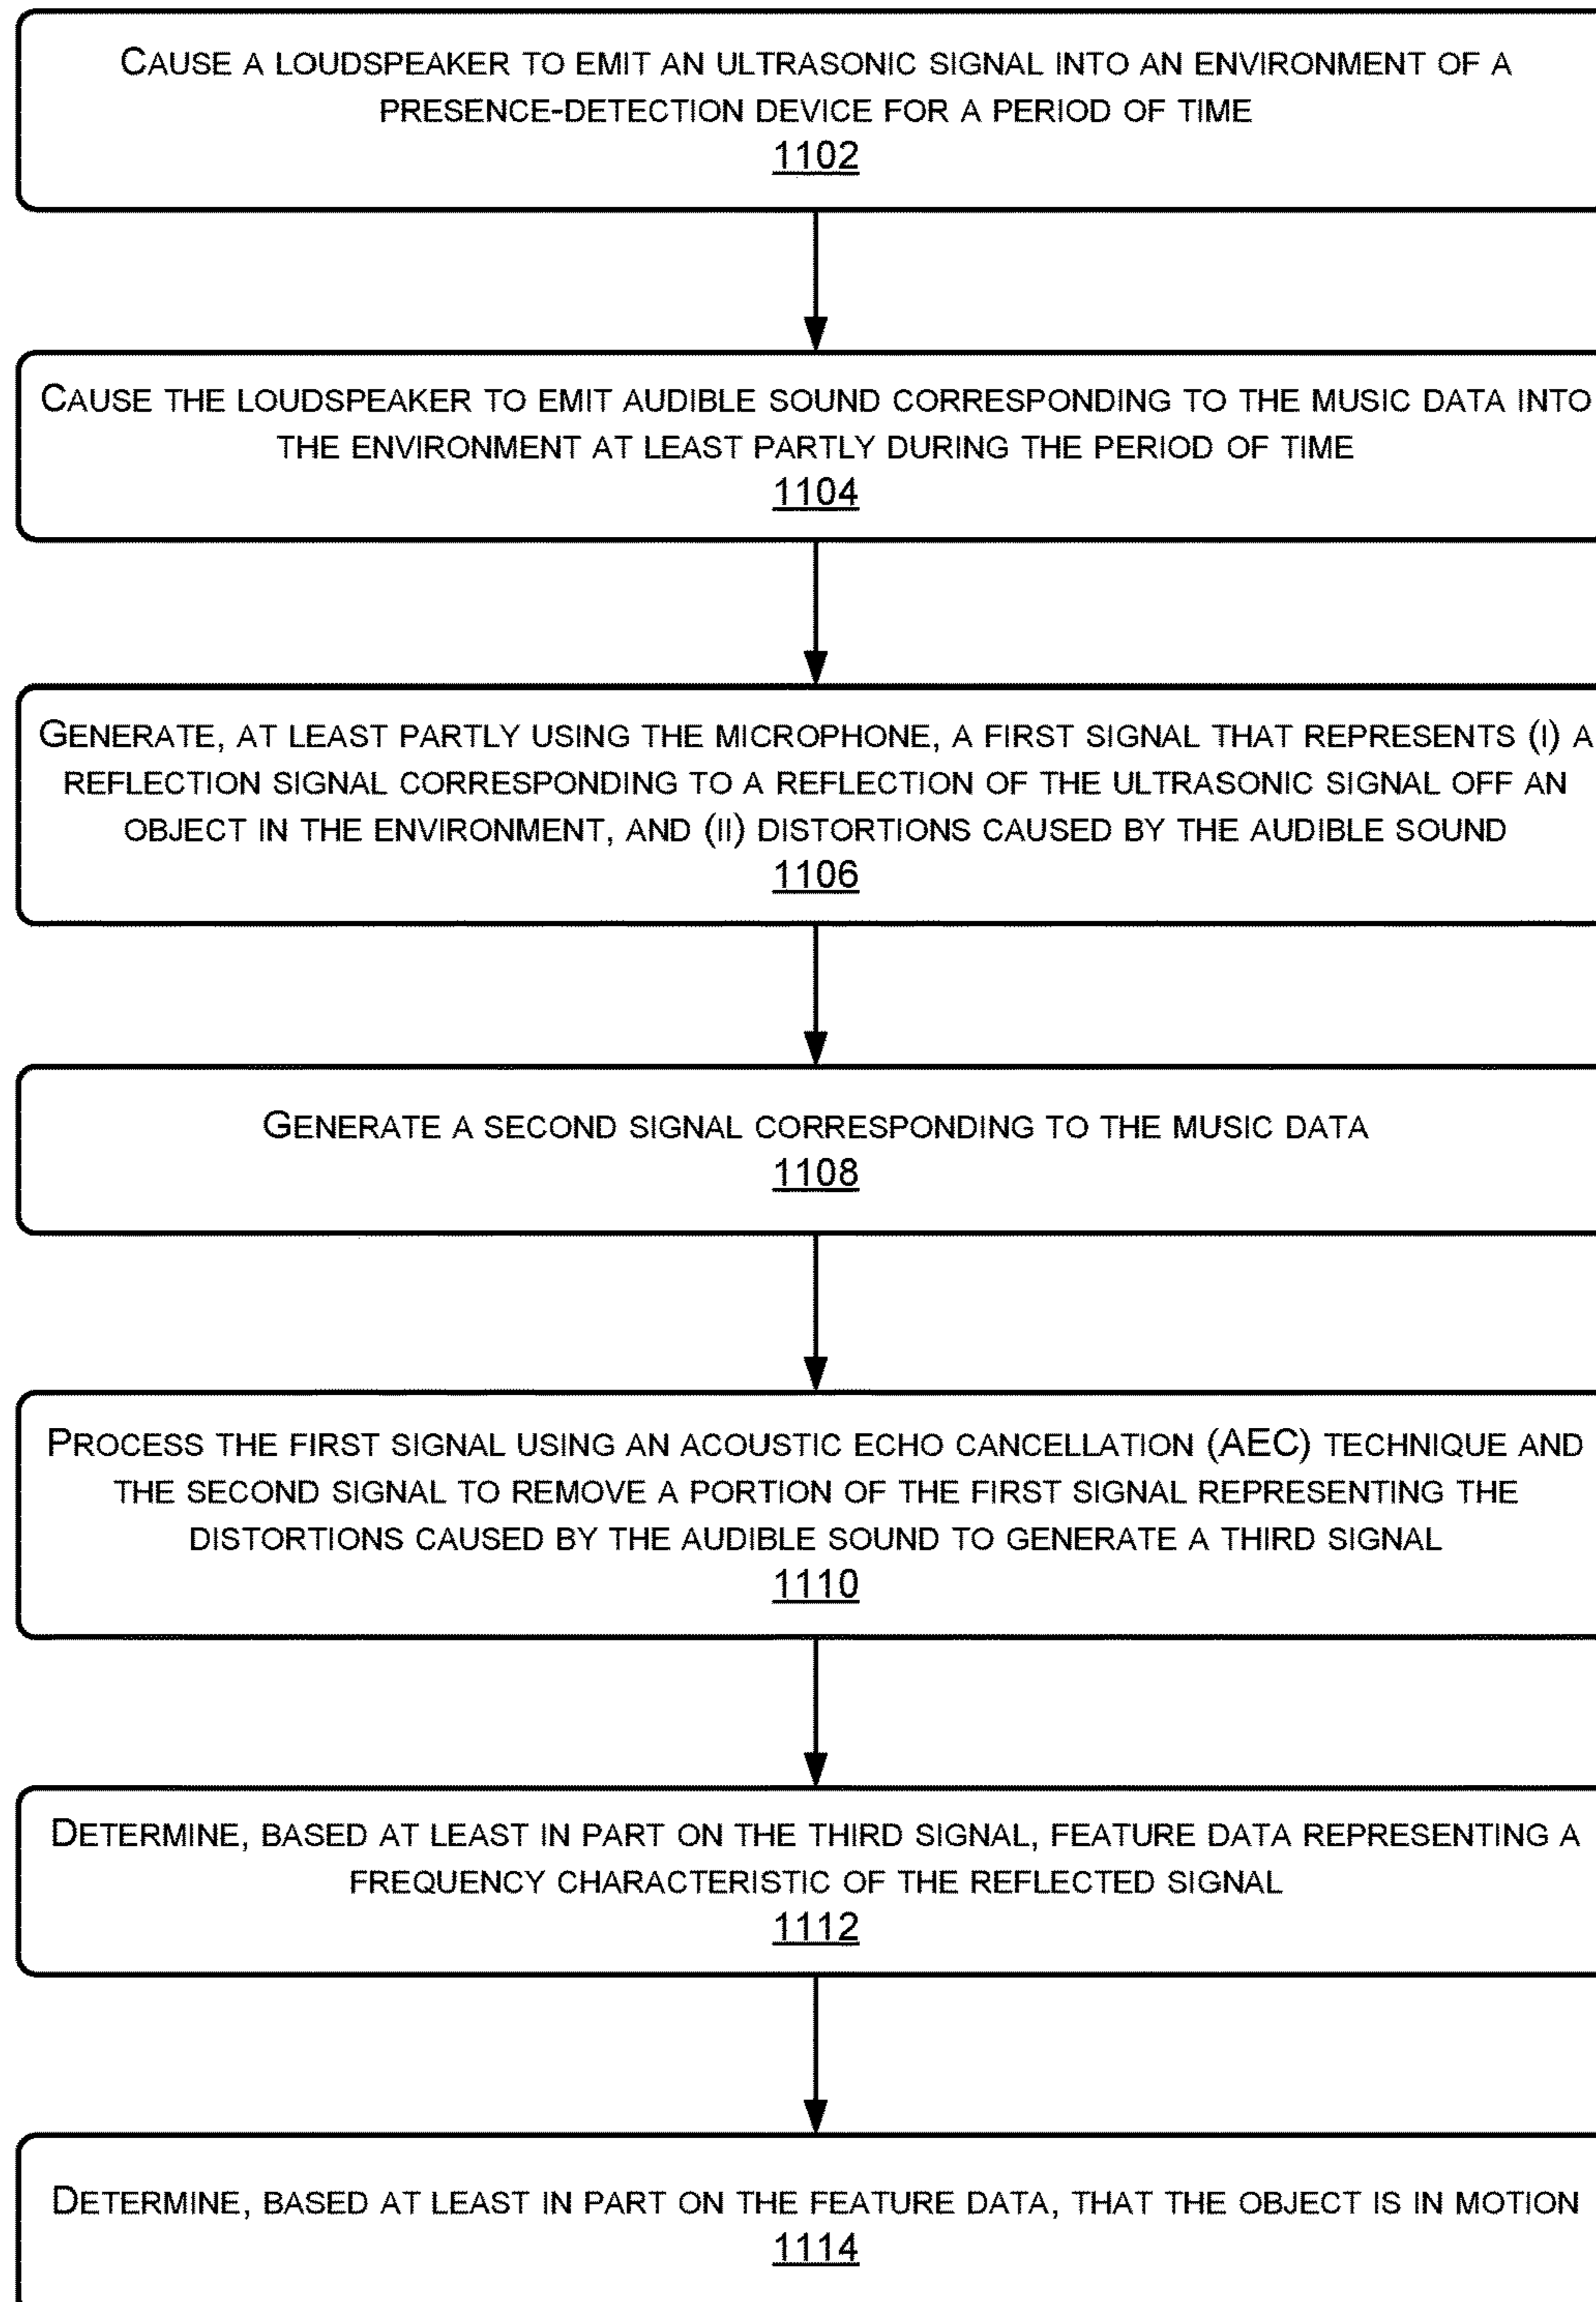 CAUSE A LOUDSPEAKER TO EMIT AN ULTRASONIC SIGNAL INTO AN ENVIRONMENT OF A
PRESENCE-DETECTION DEVICE FOR A PERIOD OF TIME
1102
CAUSE THE LOUDSPEAKER TO EMIT AUDIBLE SOUND CORRESPONDING TO THE MUSIC DATA INTO
THE ENVIRONMENT AT LEAST PARTLY DURING THE PERIOD OF TIME
1104
GENERATE, AT LEAST PARTLY USING THE MICROPHONE, A FIRST SIGNAL THAT REPRESENTS (I) A
REFLECTION SIGNAL CORRESPONDING TO A REFLECTION OF THE ULTRASONIC SIGNAL OFF AN
OBJECT IN THE ENVIRONMENT, AND (II) DISTORTIONS CAUSED BY THE AUDIBLE SOUND
1106
GENERATE A SECOND SIGNAL CORRESPONDING TO THE MUSIC DATA
1108
PROCESS THE FIRST SIGNAL USING AN ACOUSTIC ECHO CANCELLATION (AEC) TECHNIQUE AND
THE SECOND SIGNAL TO REMOVE A PORTION OF THE FIRST SIGNAL REPRESENTING THE
DISTORTIONS CAUSED BY THE AUDIBLE SOUND TO GENERATE A THIRD SIGNAL
1110
DETERMINE, BASED AT LEAST IN PART ON THE THIRD SIGNAL, FEATURE DATA REPRESENTING A
FREQUENCY CHARACTERISTIC OF THE REFLECTED SIGNAL
1112
DETERMINE, BASED AT LEAST IN PART ON THE FEATURE DATA, THAT THE OBJECT IS IN MOTION
1114